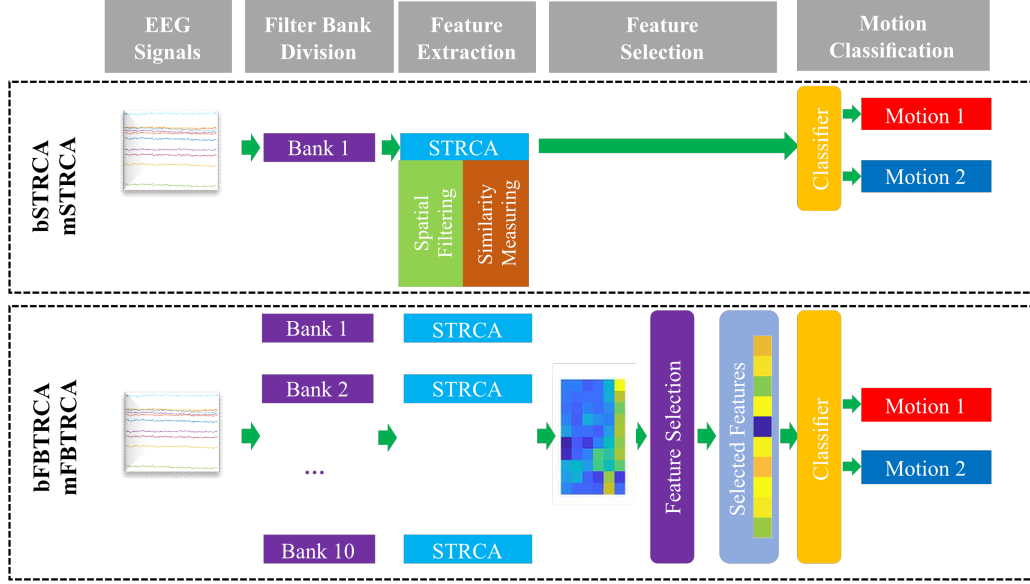 EEG
Signals
Filter Bank
Division
Feature
Extraction
Feature
Selection
Motion
Classification
bSTRCA
mSTRCA
Bank 1
STRCA
Spatial
Filtering
Similarity
Measuring
Classifier
Motion 1
Motion 2
bFBTRCA
mFBTRCA
Bank 1
STRCA
Bank 2
STRCA
...
Bank 10
STRCA
Feature Selection
Selected Features
Classifier
Motion 1
Motion 2